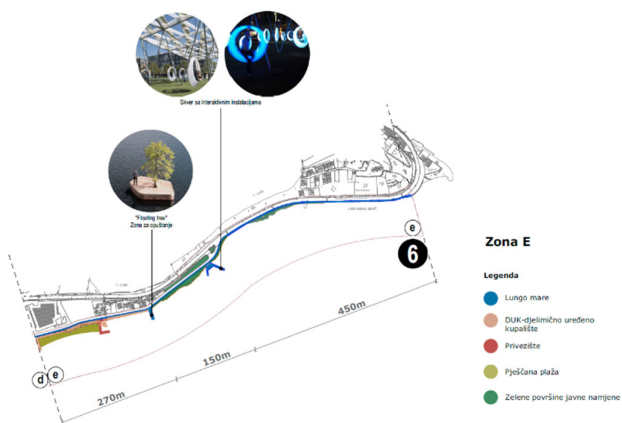 Skver sa interaktivnim instalacijama
"Floating tree"
Zona za opuštanje
e
6
Zona E
Legenda
Lungo mare
DUK-djelimično uređeno
kupalište
Privezište
Pješčana plaža
Zelene površine javne namjene
450m
150m
270m
d
e